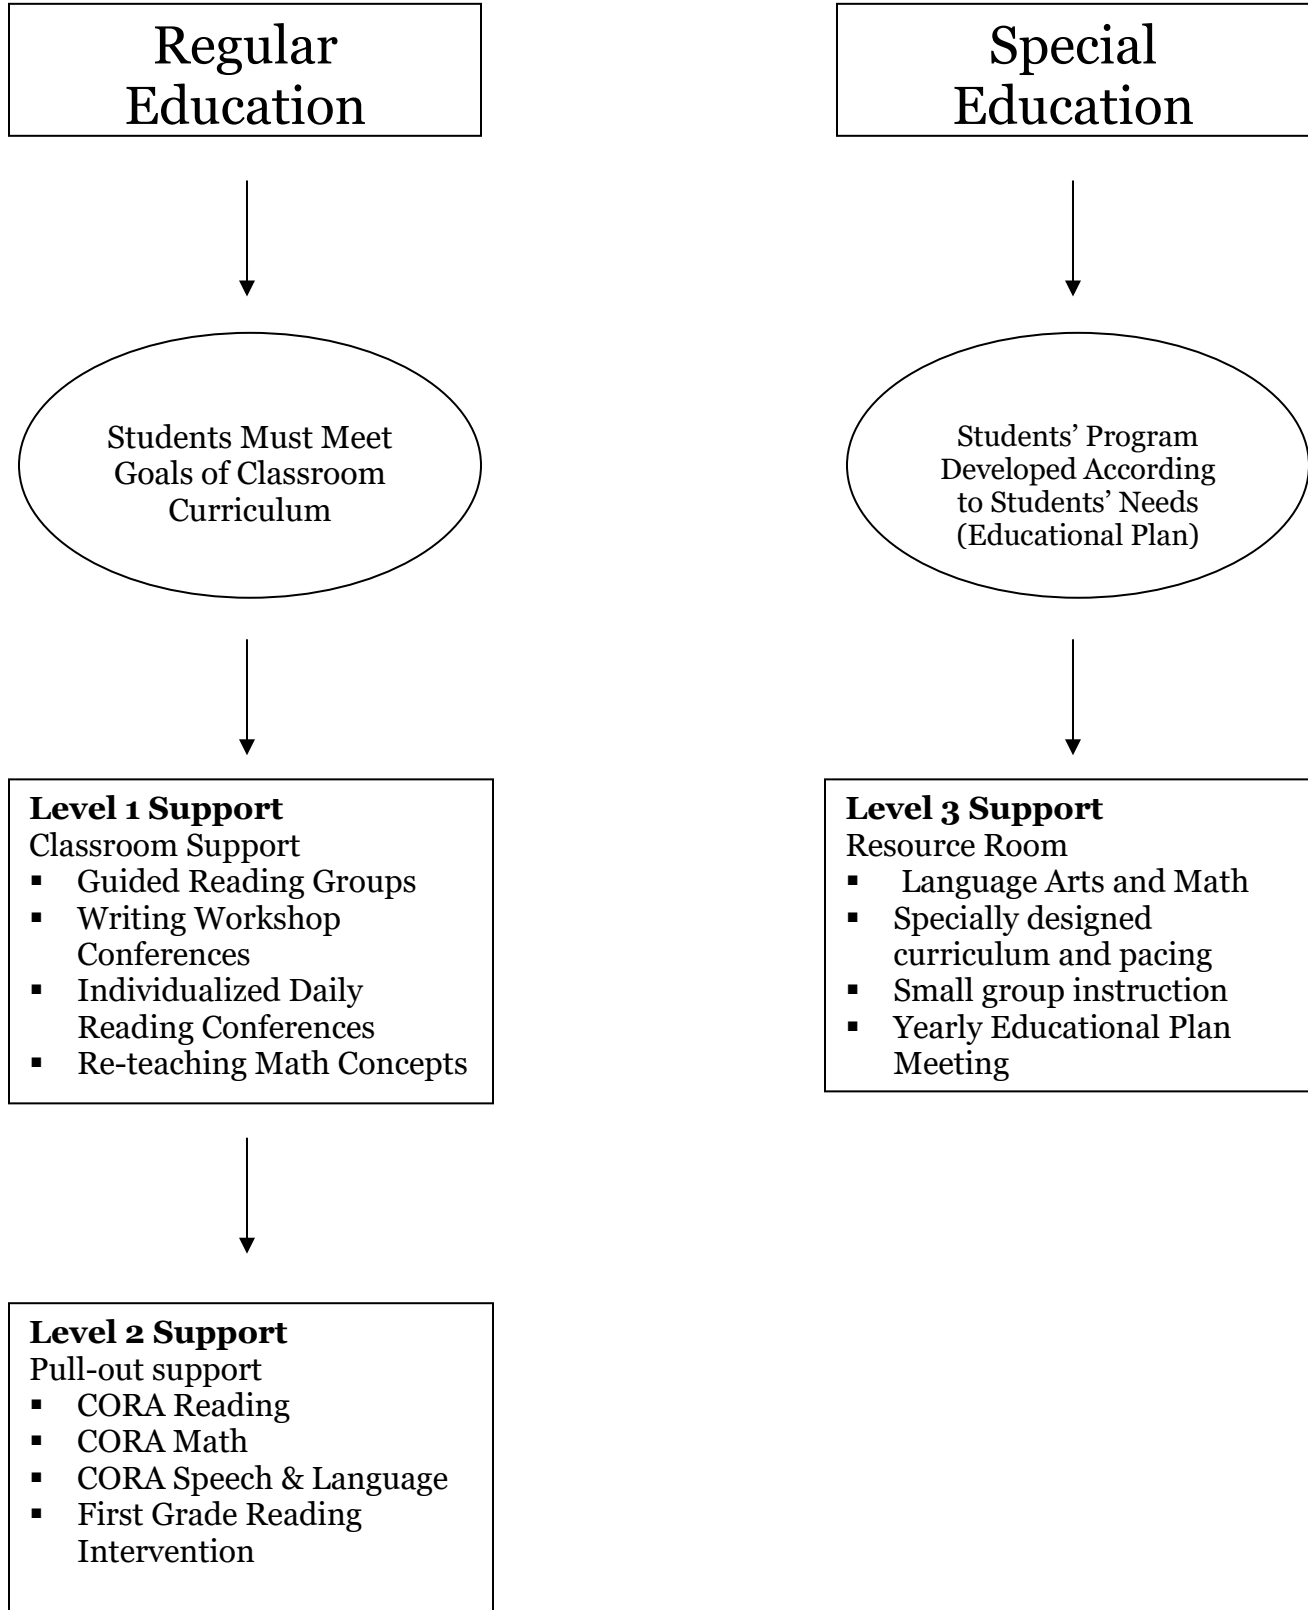 Regular
Education
Special
Education
Students Must Meet
Goals of Classroom
Curriculum
Students’ Program
Developed According
to Students’ Needs
(Educational Plan)
Level 1 Support
Classroom Support
▪ Guided Reading Groups
▪ Writing Workshop
Conferences
▪ Individualized Daily
Reading Conferences
▪ Re-teaching Math Concepts
Level 3 Support
Resource Room
▪ Language Arts and Math
▪ Specially designed
curriculum and pacing
▪ Small group instruction
▪ Yearly Educational Plan
Meeting
Level 2 Support
Pull-out support
▪ CORA Reading
▪ CORA Math
▪ CORA Speech & Language
▪ First Grade Reading
Intervention